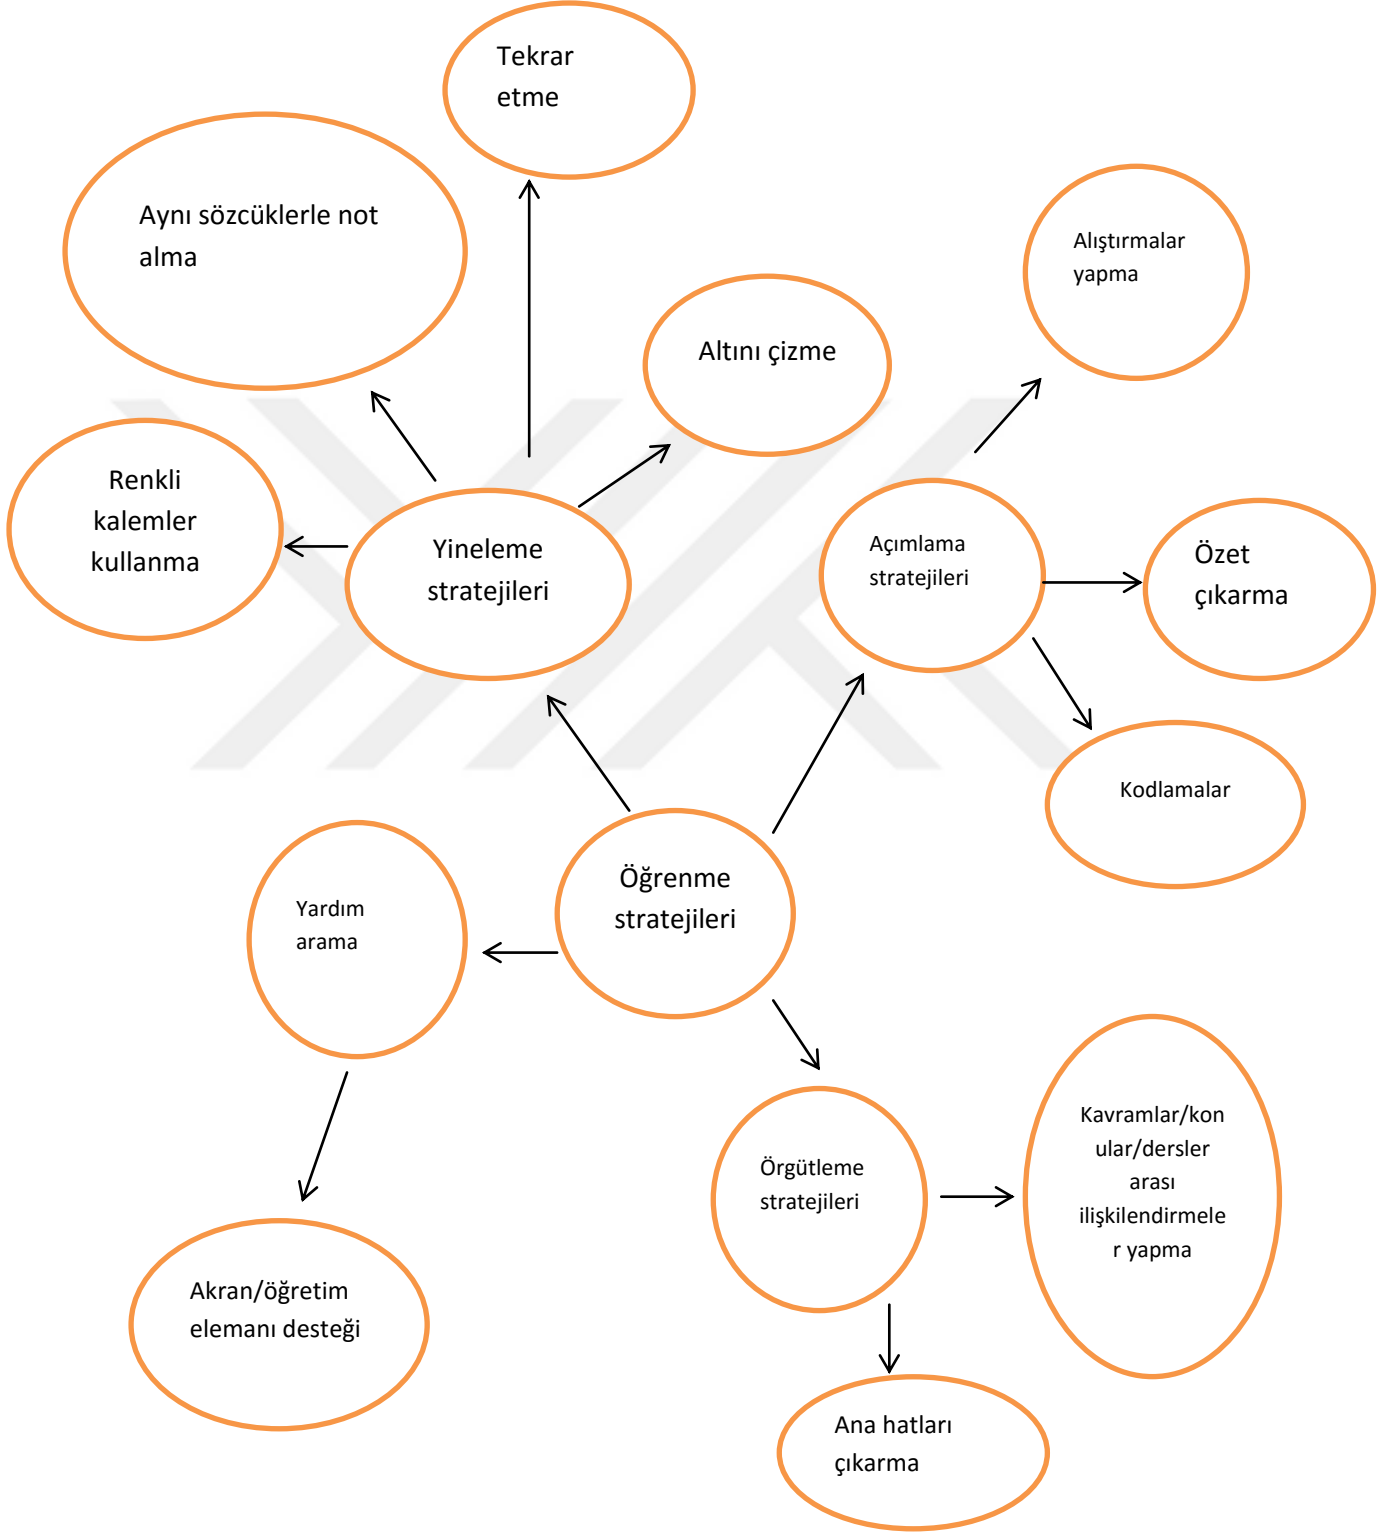 Tekrar
etme
Aynı sözcüklerle not
alma
Alıştırmalar
yapma
Altını çizme
Renkli
kalemler
kullanma
Yineleme
stratejileri
Açımlama
stratejileri
Özet
çıkarma
Kodlamalar
Öğrenme
stratejileri
Yardım
arama
Örgütleme
stratejileri
Kavramlar/kon
ular/dersler
arası
ilişkilendirmele
r yapma
Akran/öğretim
elemanı desteği
Ana hatları
çıkarma